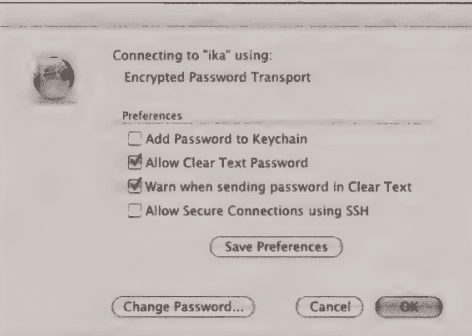 Connecting to "ika" using:
Encrypted Password Transport
Preferences
Add Password to Keychain
Allow Clear Text Password
Warn when sending password in Clear Text
Allow Secure Connections using SSH
Save Preferences
Change Password...
Cancel
OK